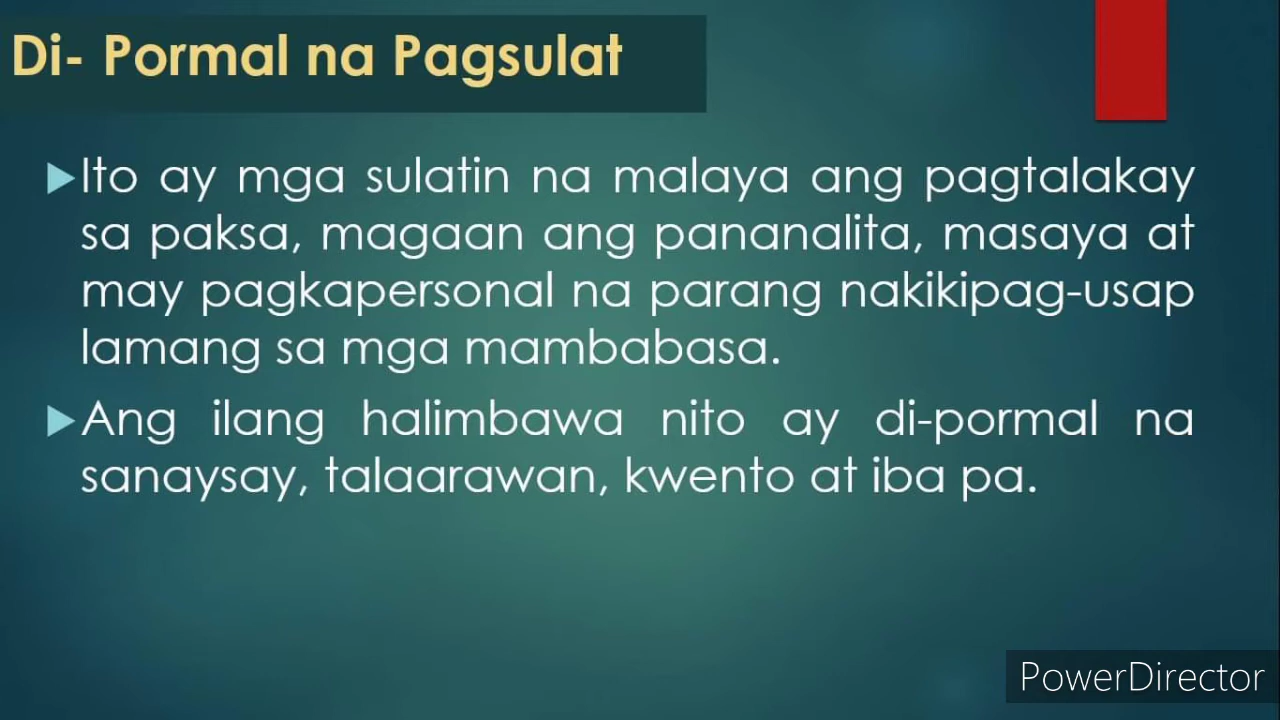 Di- Pormal na Pagsulat
Ito ay mga sulatin na malaya ang pagtalakay
sa paksa, magaan ang pananalita, masaya at
may pagkapersonal na parang nakikipag-usap
lamang sa mga mambabasa.
Ang ilang halimbawa nito ay di-pormal na
sanaysay, talaarawan, kwento at iba pa.
PowerDirector